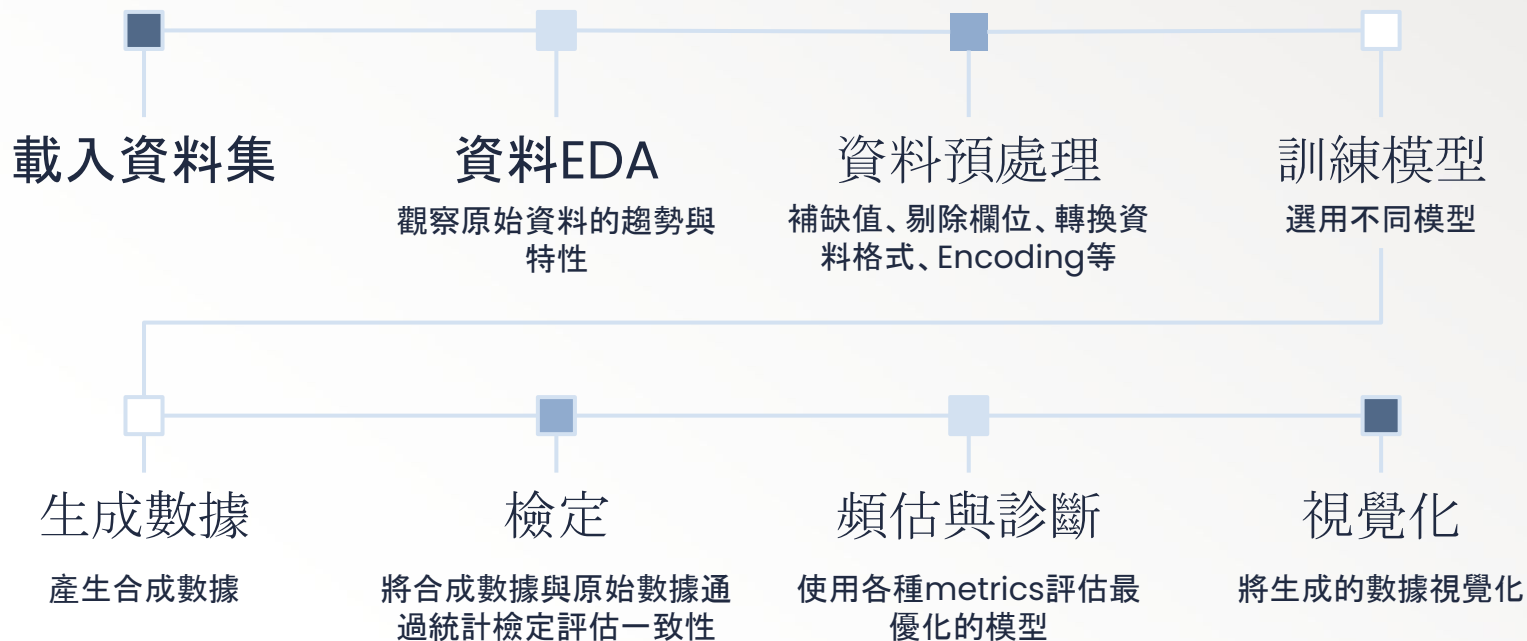 載入資料集
資料EDA
觀察原始資料的趨勢與
特性
資料預處理
補缺值、剔除欄位、轉換資
料格式、Encoding等
訓練模型
選用不同模型
生成數據
產生合成數據
檢定
將合成數據與原始數據通
過統計檢定評估一致性
頻估與診斷
使用各種metrics評估最
優化的模型
視覺化
將生成的數據視覺化